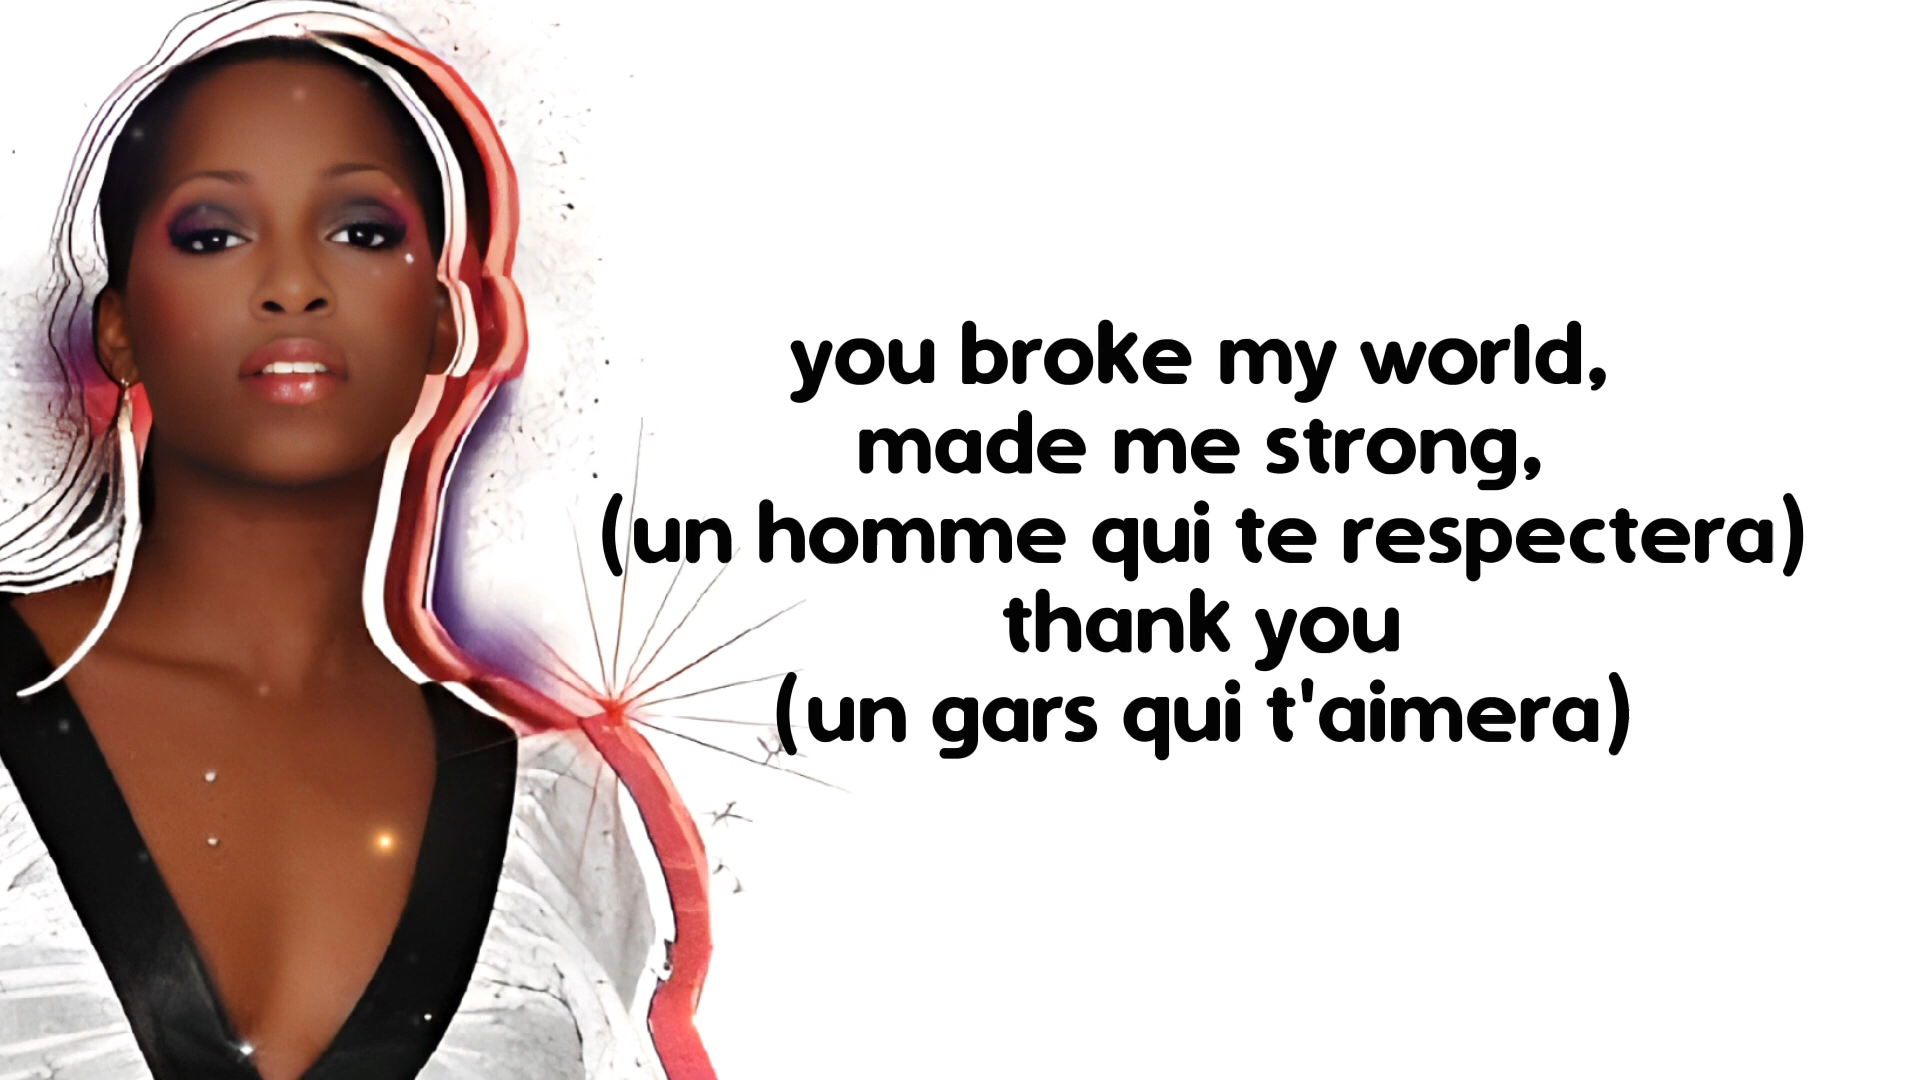 you broke my world,
made me strong,
(un homme qui te respectera)
thank you
(un gars qui t'aimera)